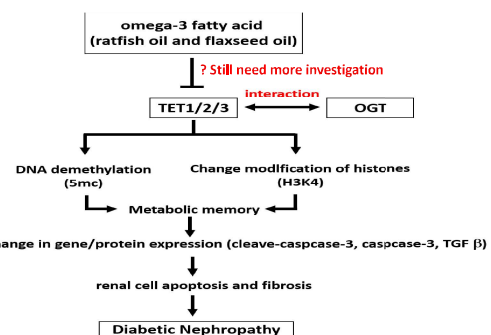 omega-3 fatty acid
(ratfish oil and flaxseed oil)
? Still need more investigation
interaction
TET1/2/3
OGT
DNA demethylation
(5mc)
Change modification of histones
(H3K4)
Metabolic memory
hange in gene/protein expression (cleave-caspcase-3, caspcase-3, TGF β)
renal cell apoptosis and fibrosis
Diabetic Nephropathy